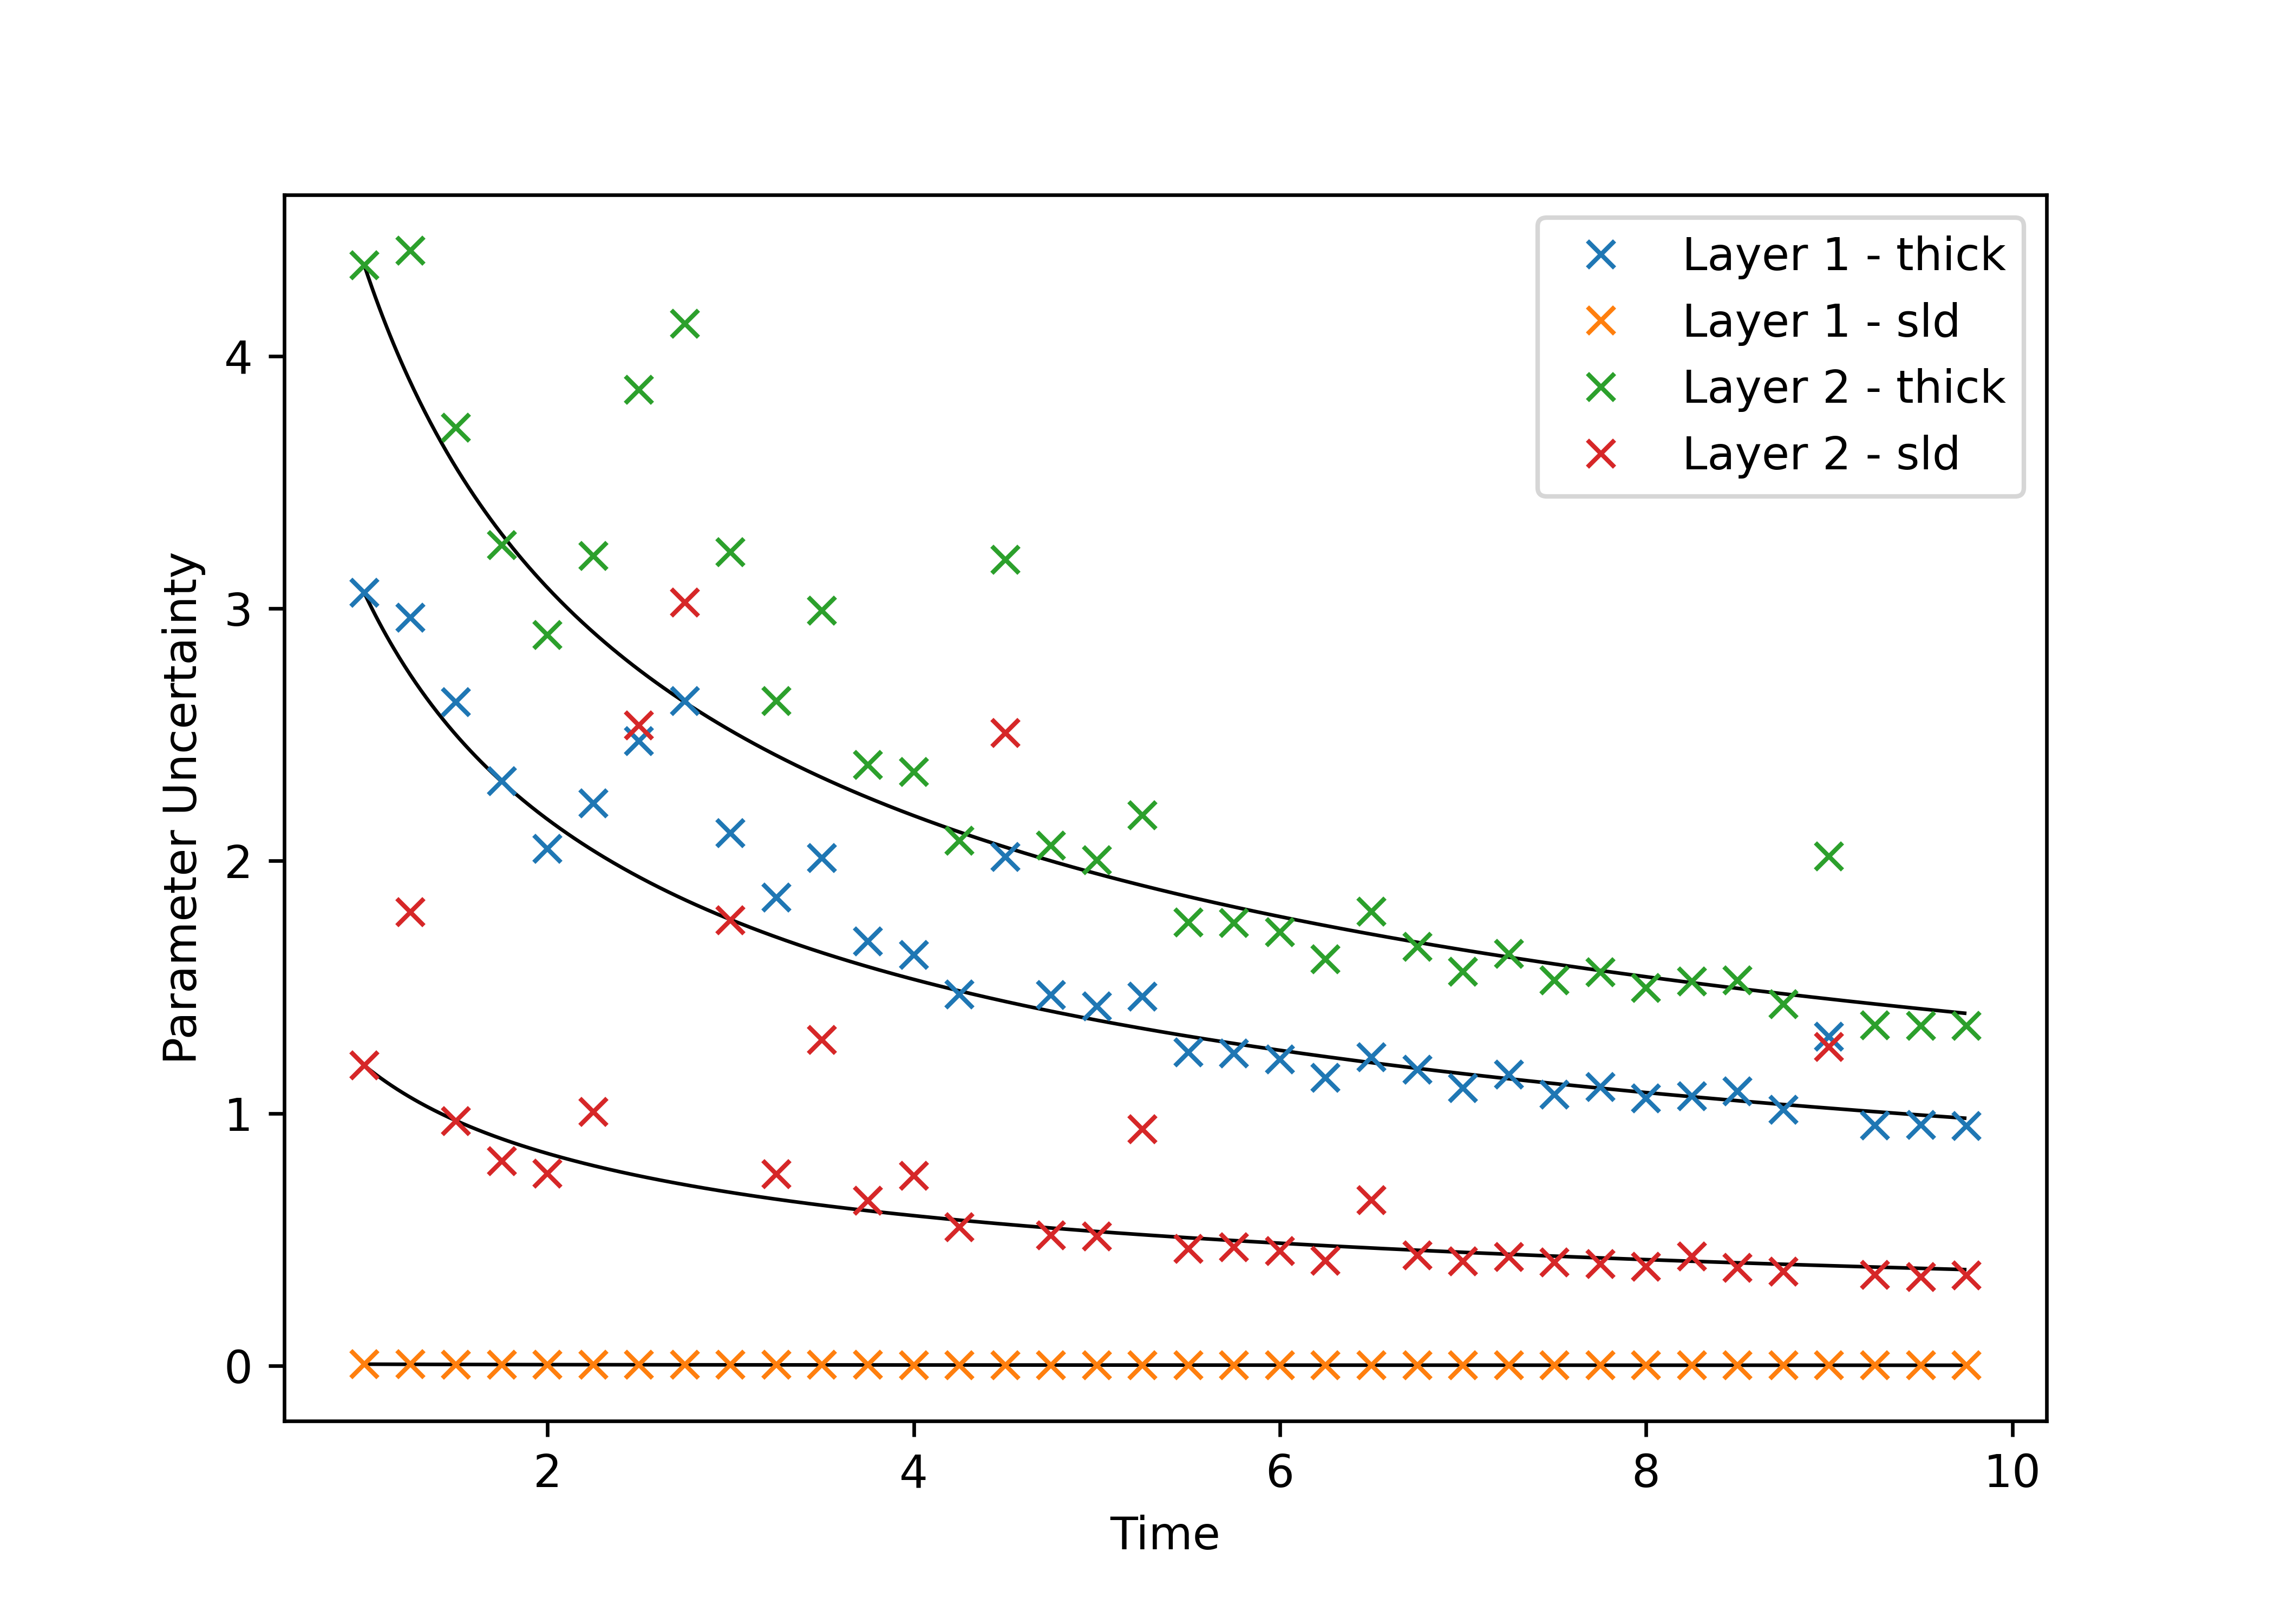 Layer 1 - thick
Layer 1 - sld
Layer 2 - thick
Layer 2 - sld
Parameter Uncertainty
4
3
2
1
0
2 4 6 8 10
Time